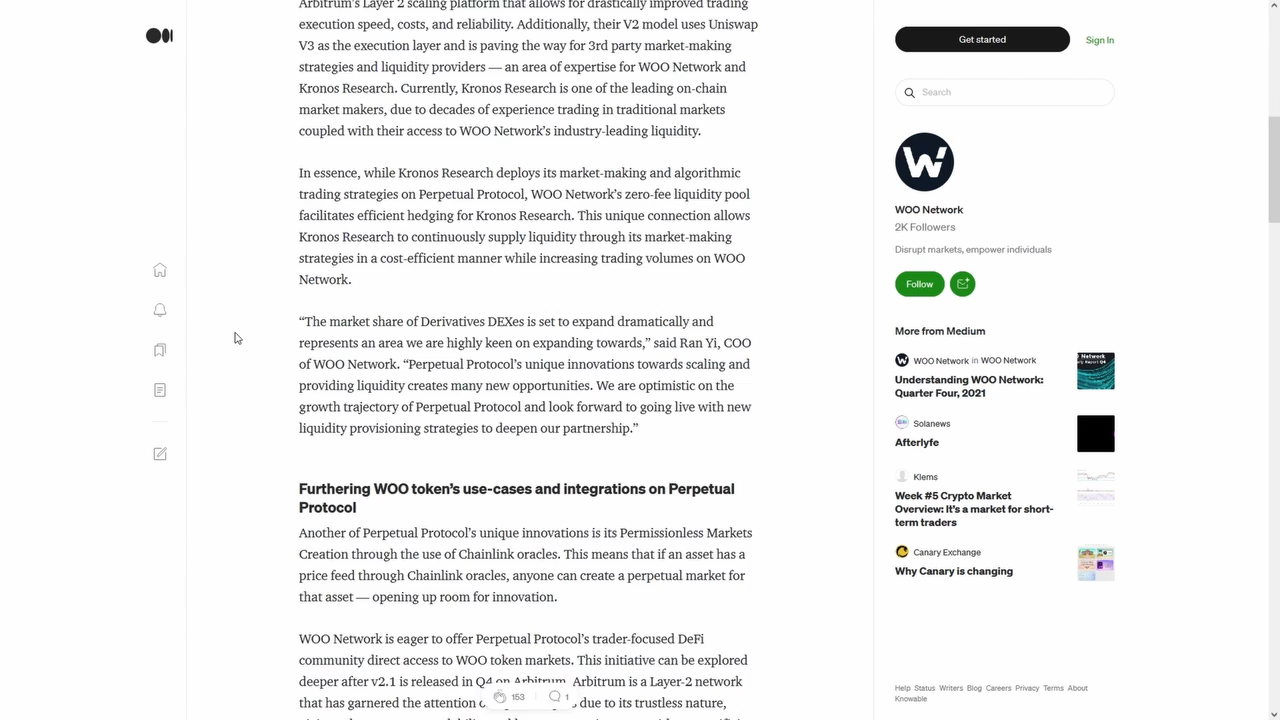 Arbitrum's Layer 2 scaling platform that allows for drastically improved trading
execution speed, costs, and reliability. Additionally, their V2 model uses Uniswap
V3 as the execution layer and is paving the way for 3rd party market-making
strategies and liquidity providers — an area of expertise for WOO Network and
Kronos Research. Currently, Kronos Research is one of the leading on-chain
market makers, due to decades of experience trading in traditional markets
coupled with their access to WOO Network's industry-leading liquidity.
In essence, while Kronos Research deploys its market-making and algorithmic
trading strategies on Perpetual Protocol, WOO Network's zero-fee liquidity pool
facilitates efficient hedging for Kronos Research. This unique connection allows
Kronos Research to continuously supply liquidity through its market-making
strategies in a cost-efficient manner while increasing trading volumes on WOO
Network.
“The market share of Derivatives DEXes is set to expand dramatically and
represents an area we are highly keen on expanding towards,” said Ran Yi, COO
of WOO Network. “Perpetual Protocol's unique innovations towards scaling and
providing liquidity creates many new opportunities. We are optimistic on the
growth trajectory of Perpetual Protocol and look forward to going live with new
liquidity provisioning strategies to deepen our partnership.”
Furthering WOO token's use-cases and integrations on Perpetual
Protocol
Another of Perpetual Protocol's unique innovations is its Permissionless Markets
Creation through the use of Chainlink oracles. This means that if an asset has a
price feed through Chainlink oracles, anyone can create a perpetual market for
that asset — opening up room for innovation.
WOO Network is eager to offer Perpetual Protocol's trader-focused DeFi
community direct access to WOO token markets. This initiative can be explored
deeper after v2.1 is released in Q4 on Arbitrum. Arbitrum is a Layer-2 network
that has garnered the attention of due to its trustless nature,
153
1
Get started
Sign In
Search
WOO Network
2K Followers
Disrupt markets, empower individuals
Follow
More from Medium
WOO Network in WOO Network
Understanding WOO Network:
Quarter Four, 2021
Solanews
Afterlyfe
Klems
Week #5 Crypto Market
Overview: It's a market for short-
term traders
Canary Exchange
Why Canary is changing
Help Status Writers Blog Careers Privacy Terms About
Knowable